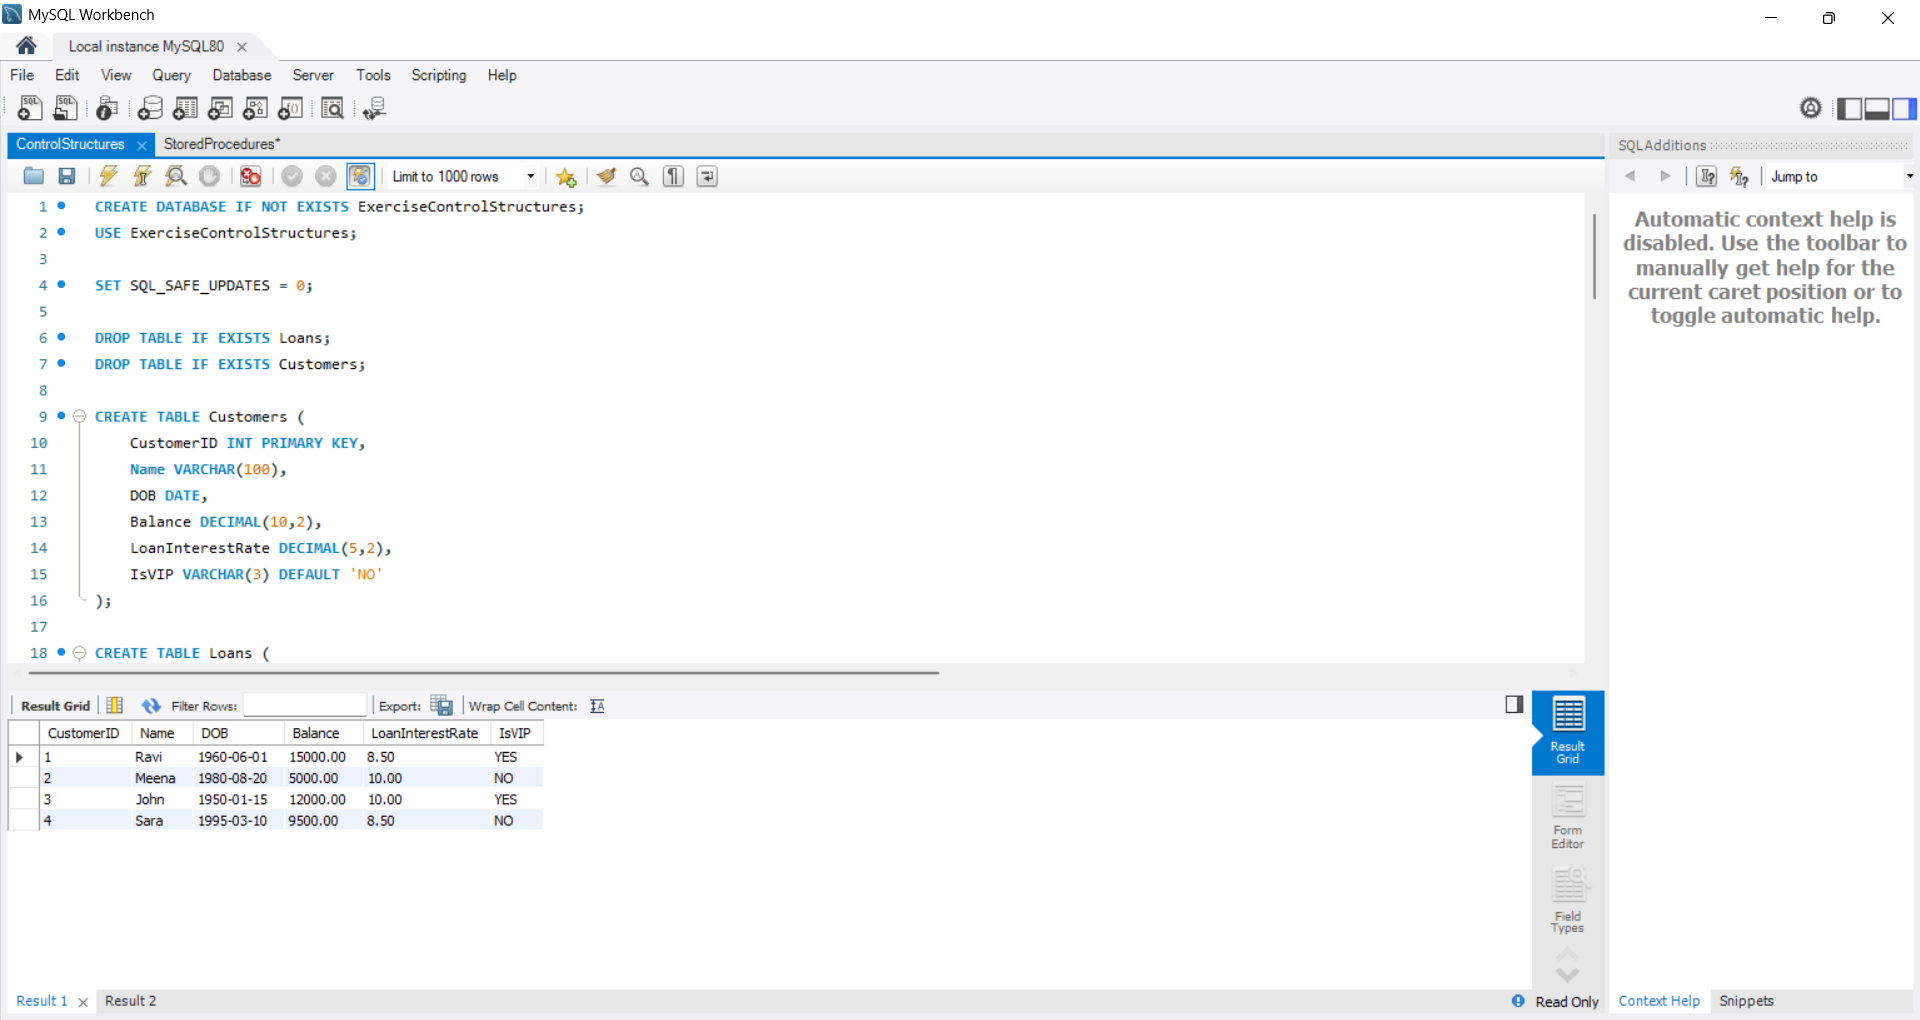 MySQL Workbench
Local instance MySQL80
File Edit View Query Database Server Tools Scripting Help
ControlStructures StoredProcedures*
Limit to 1000 rows
1 CREATE DATABASE IF NOT EXISTS ExerciseControlStructures;
2 USE ExerciseControlStructures;
3
4 SET SQL_SAFE_UPDATES = 0;
5
6 DROP TABLE IF EXISTS Loans;
7 DROP TABLE IF EXISTS Customers;
8
9 CREATE TABLE Customers (
10 CustomerID INT PRIMARY KEY,
11 Name VARCHAR(100),
12 DOB DATE,
13 Balance DECIMAL(10,2),
14 LoanInterestRate DECIMAL(5,2),
15 IsVIP VARCHAR(3) DEFAULT 'NO'
16 );
17
18 CREATE TABLE Loans (
SQLAdditions
Jump to
Automatic context help is
disabled. Use the toolbar to
manually get help for the
current caret position or to
toggle automatic help.
Result Grid Filter Rows: Export: Wrap Cell Content:
CustomerID Name DOB Balance LoanInterestRate IsVIP
1 Ravi 1960-06-01 15000.00 8.50 YES
2 Meena 1980-08-20 5000.00 10.00 NO
3 John 1950-01-15 12000.00 10.00 YES
4 Sara 1995-03-10 9500.00 8.50 NO
Result
Grid
Form
Editor
Field
Types
Result 1 Result 2
Read Only
Context Help Snippets